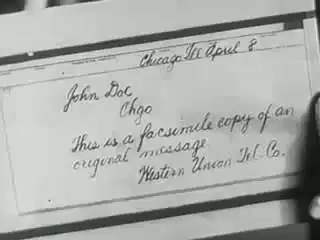 Chicago Ill April 8
John Doe
Chgo
This is a facsimile copy of an
original message
Western Union Tel. Co.